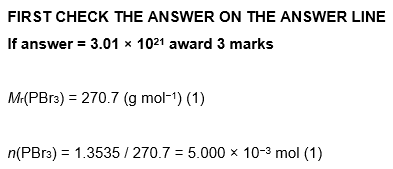 FIRST CHECK THE ANSWER ON THE ANSWER LINE
If answer = 3.01 × 10²¹ award 3 marks
Mr(PBr₃) = 270.7 (g mol⁻¹) (1)
n(PBr₃) = 1.3535 / 270.7 = 5.000 × 10⁻³ mol (1)